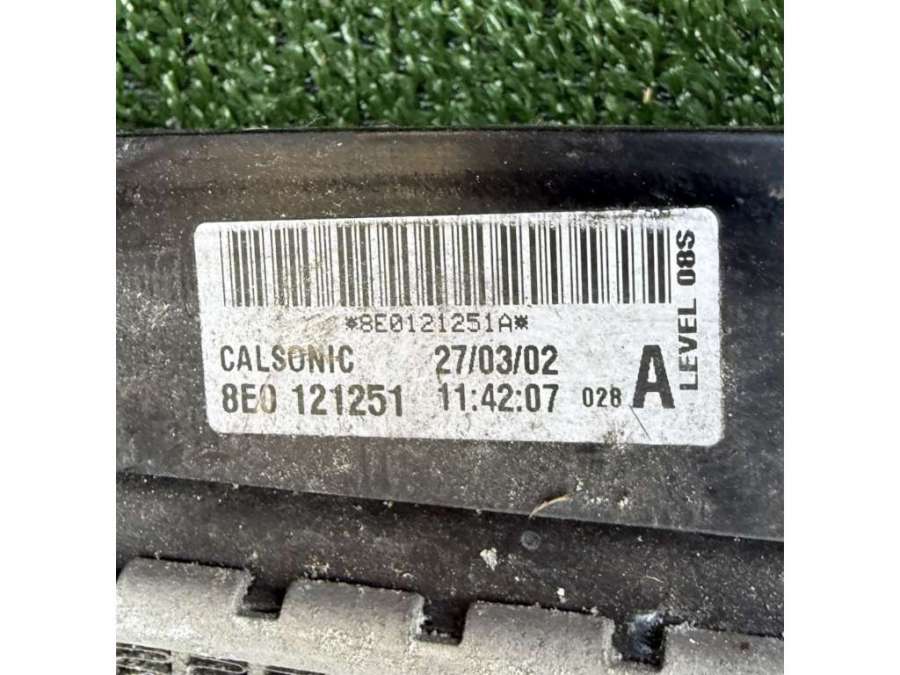 *8E0121251A*
CALSONIC 27/03/02
8E0 121251 11:42:07 028 A
LEVEL 08S